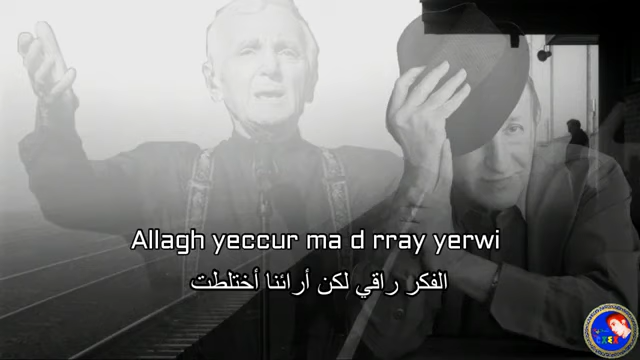 Allagh yeccur ma d rray yerwi
الفكر راقي لكن أرائنا أختلطت